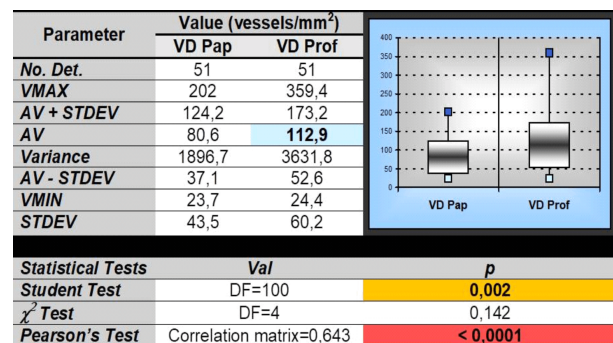 Parameter Value (vessels/mm²)
VD Pap VD Prof
No. Det. 51 51
VMAX 202 359,4
AV + STDEV 124,2 173,2
AV 80,6 112,9
Variance 1896,7 3631,8
AV - STDEV 37,1 52,6
VMIN 23,7 24,4
STDEV 43,5 60,2
400
350
300
250
200
150
100
50
0
VD Pap VD Prof
Statistical Tests Val p
Student Test DF=100 0,002
χ² Test DF=4 0,142
Pearson's Test Correlation matrix=0,643 < 0,0001